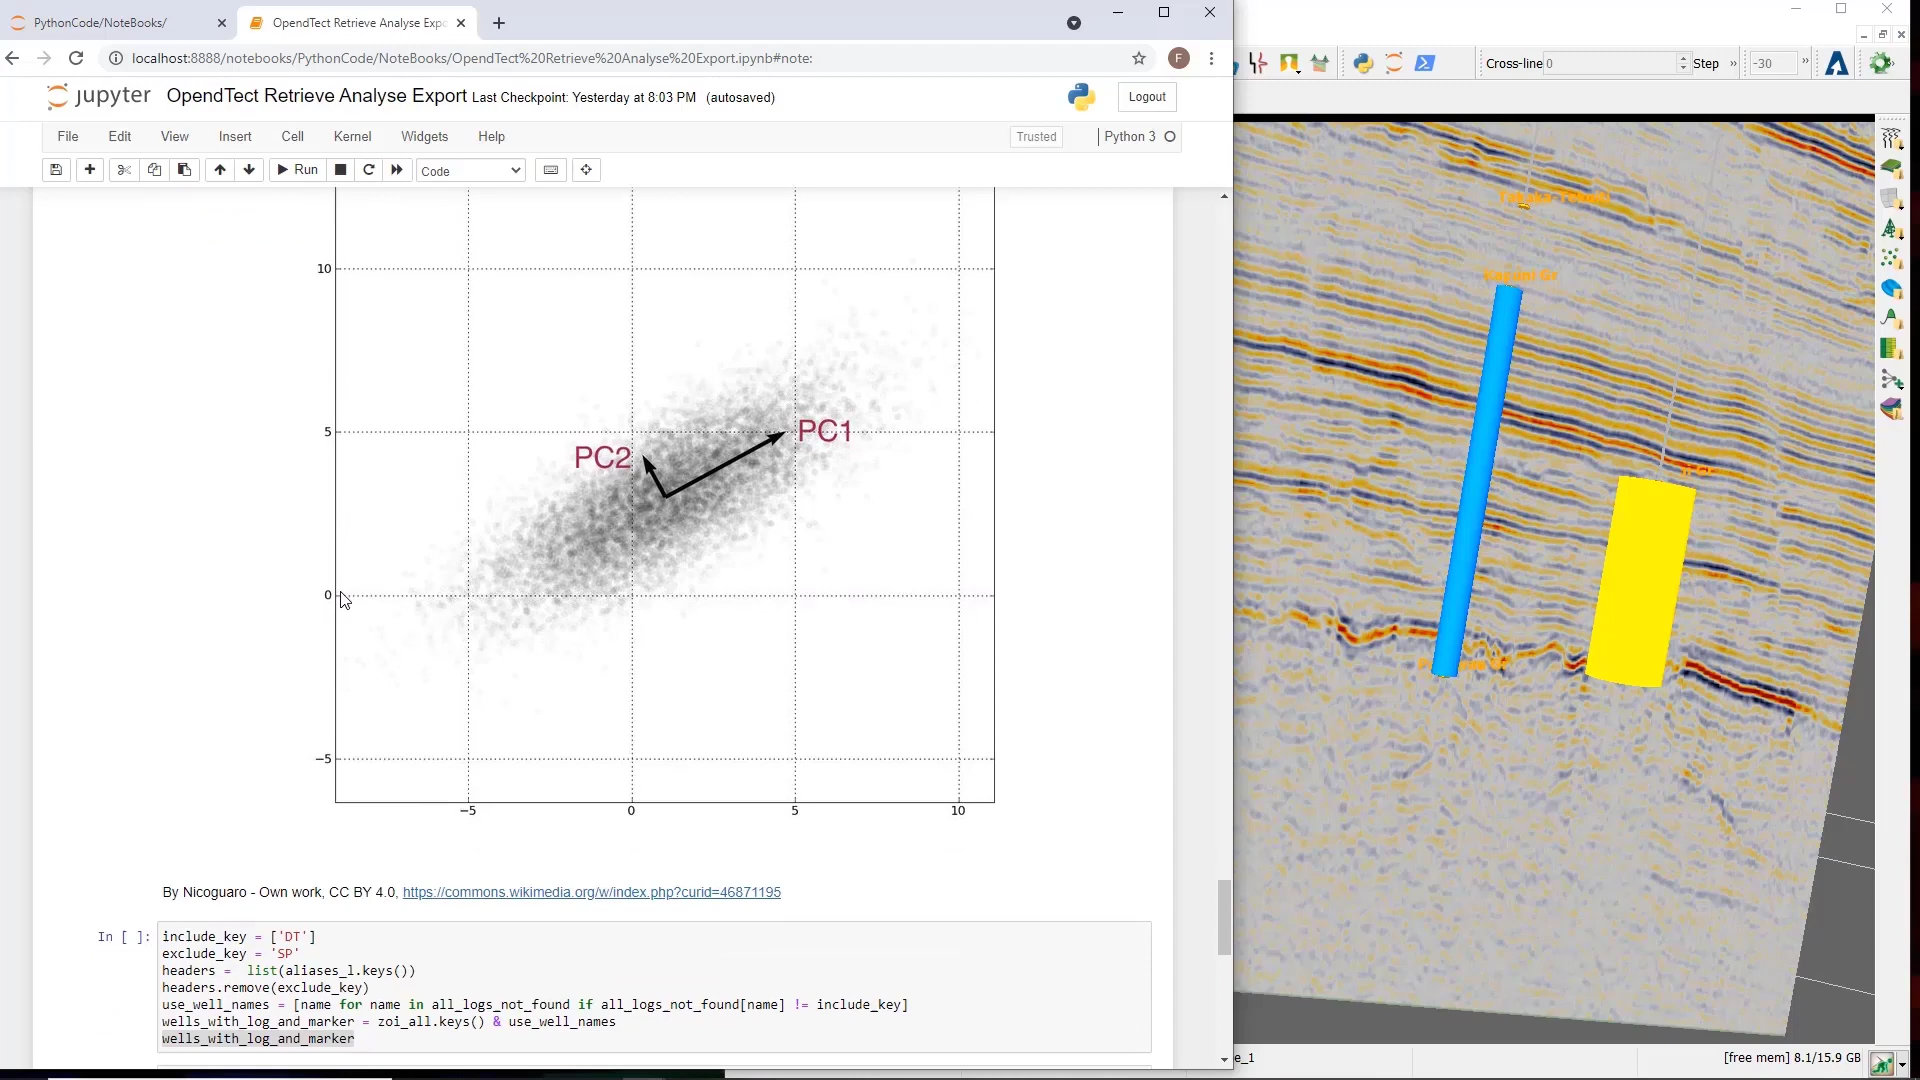 PythonCode/NoteBooks/
OpendTect Retrieve Analyse Expo
localhost:8888/notebooks/PythonCode/NoteBooks/OpendTect%20Retrieve%20Analyse%20Export.ipynb#note:
F
jupyter OpendTect Retrieve Analyse Export Last Checkpoint: Yesterday at 8:03 PM (autosaved)
Logout
File Edit View Insert Cell Kernel Widgets Help
Trusted
Python 3
Run
Code
Cross-line 0
Step
-30
10
5
0
−5
PC1
PC2
−5 0 5 10
By Nicoguaro - Own work, CC BY 4.0, https://commons.wikimedia.org/w/index.php?curid=46871195
In [ ]:
include_key = ['DT']
exclude_key = 'SP'
headers = list(aliases_l.keys())
headers.remove(exclude_key)
use_well_names = [name for name in all_logs_not_found if all_logs_not_found[name] != include_key]
wells_with_log_and_marker = zoi_all.keys() & use_well_names
wells_with_log_and_marker
e_1
[free mem] 8.1/15.9 GB